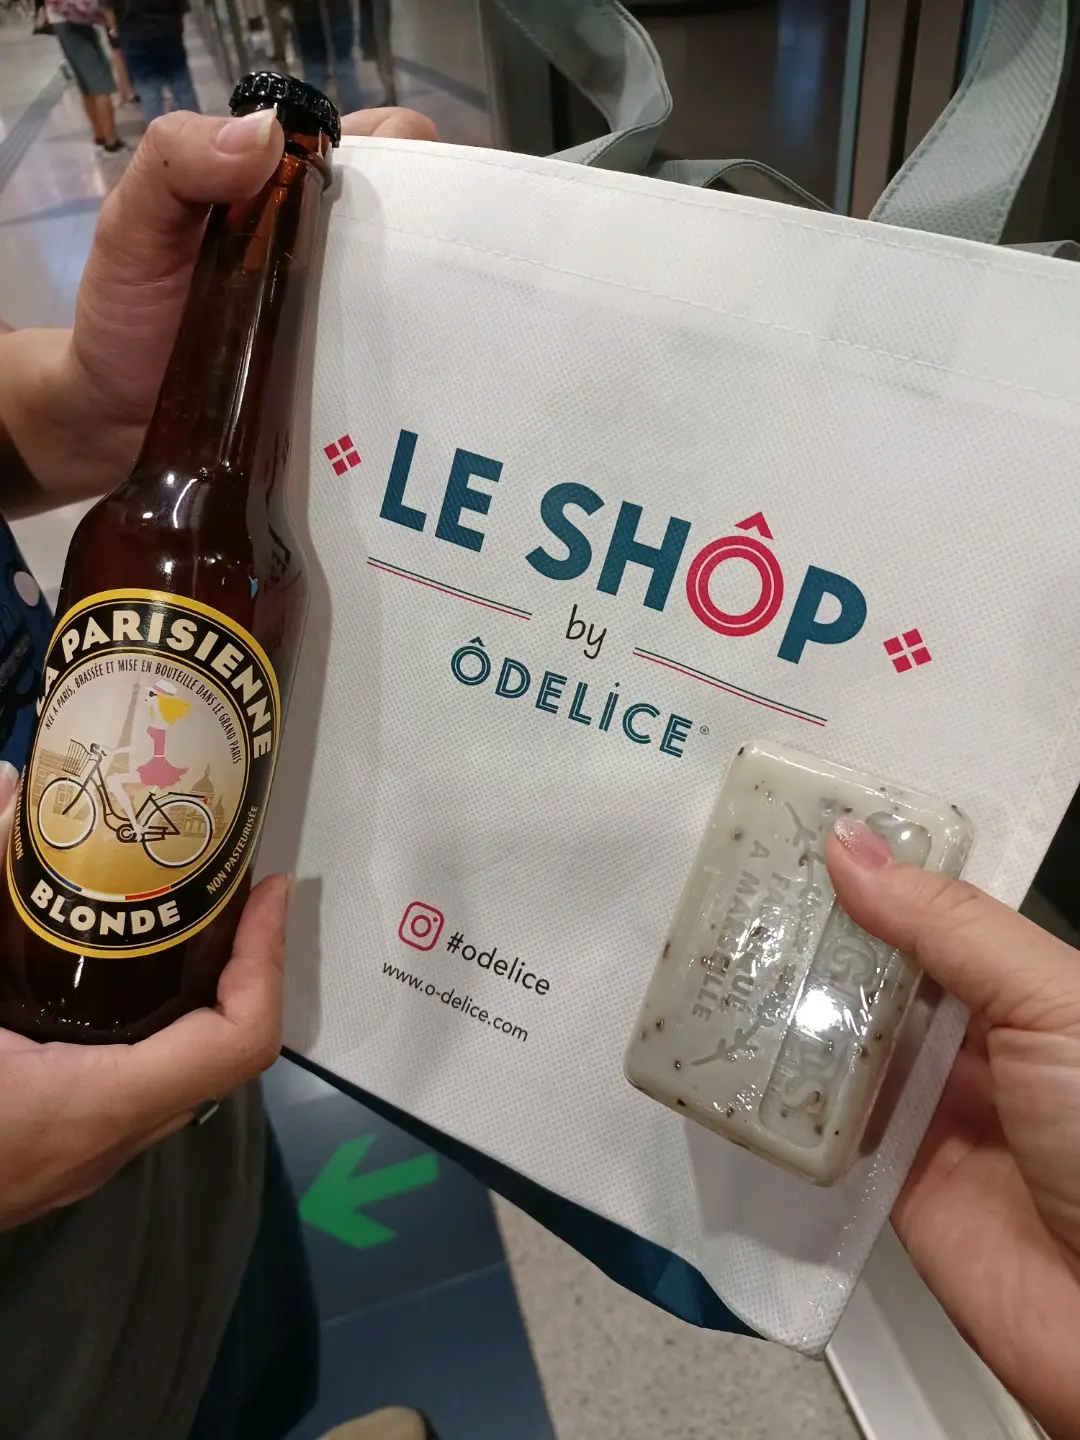 LA PARISIENNE
NÉE À PARIS, BRASSÉE ET MISE EN BOUTEILLE DANS LE GRAND PARIS
NON PASTEURISÉE
BLONDE
LE SHÔP
by
ÔDELICE®
#odelice
www.o-delice.com
A MARSEILLE